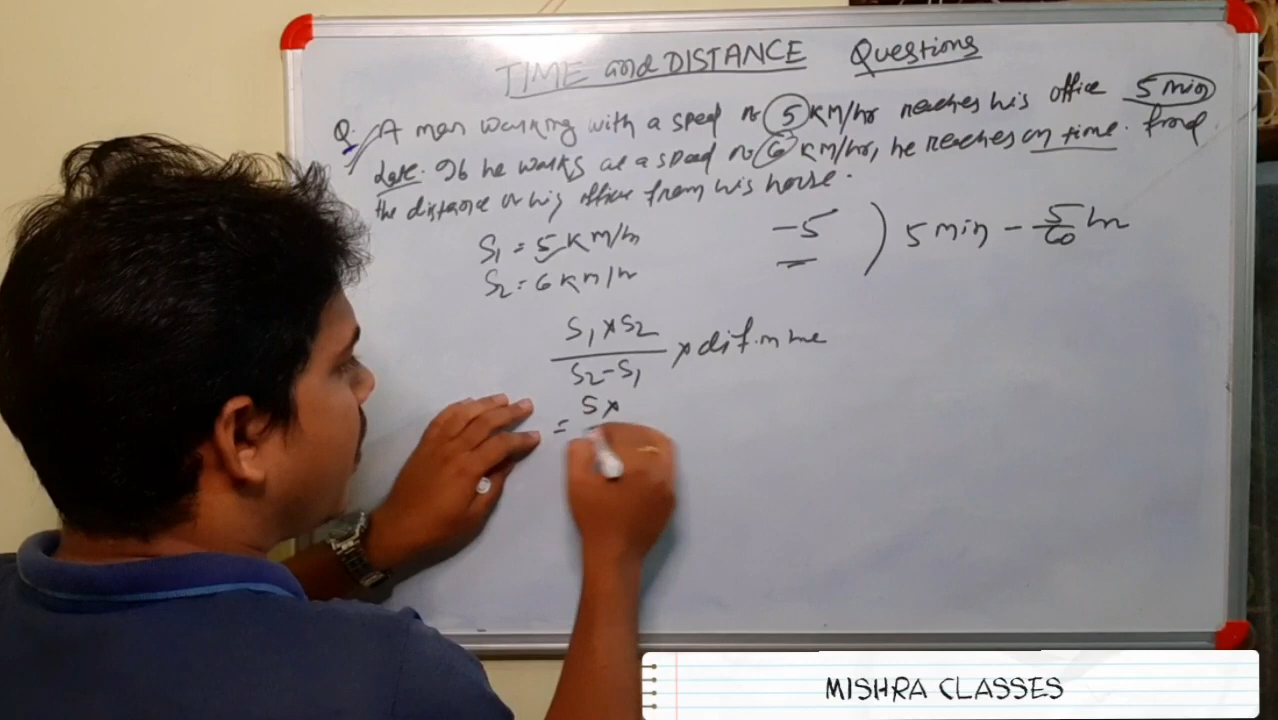 TIME and DISTANCE Questions
Q. A man walking with a speed of 5 KM/hr reaches his office 5 min
Late. If he walks at a speed of 6 KM/hr, he reaches on time. Find
the distance of his office from his house.
S1 = 5 KM/hr
S2 = 6 KM/hr
-5 ) 5 min - 5/60 hr
S1 × S2 / S2 - S1 × dif. in time
= 5 ×
MISHRA CLASSES